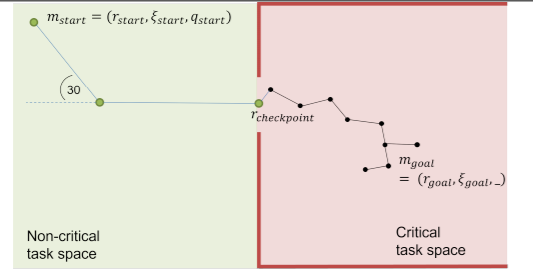 m_start = (r_start, ξ_start, q_start)
30
r_checkpoint
m_goal
= (r_goal, ξ_goal, _)
Non-critical
task space
Critical
task space